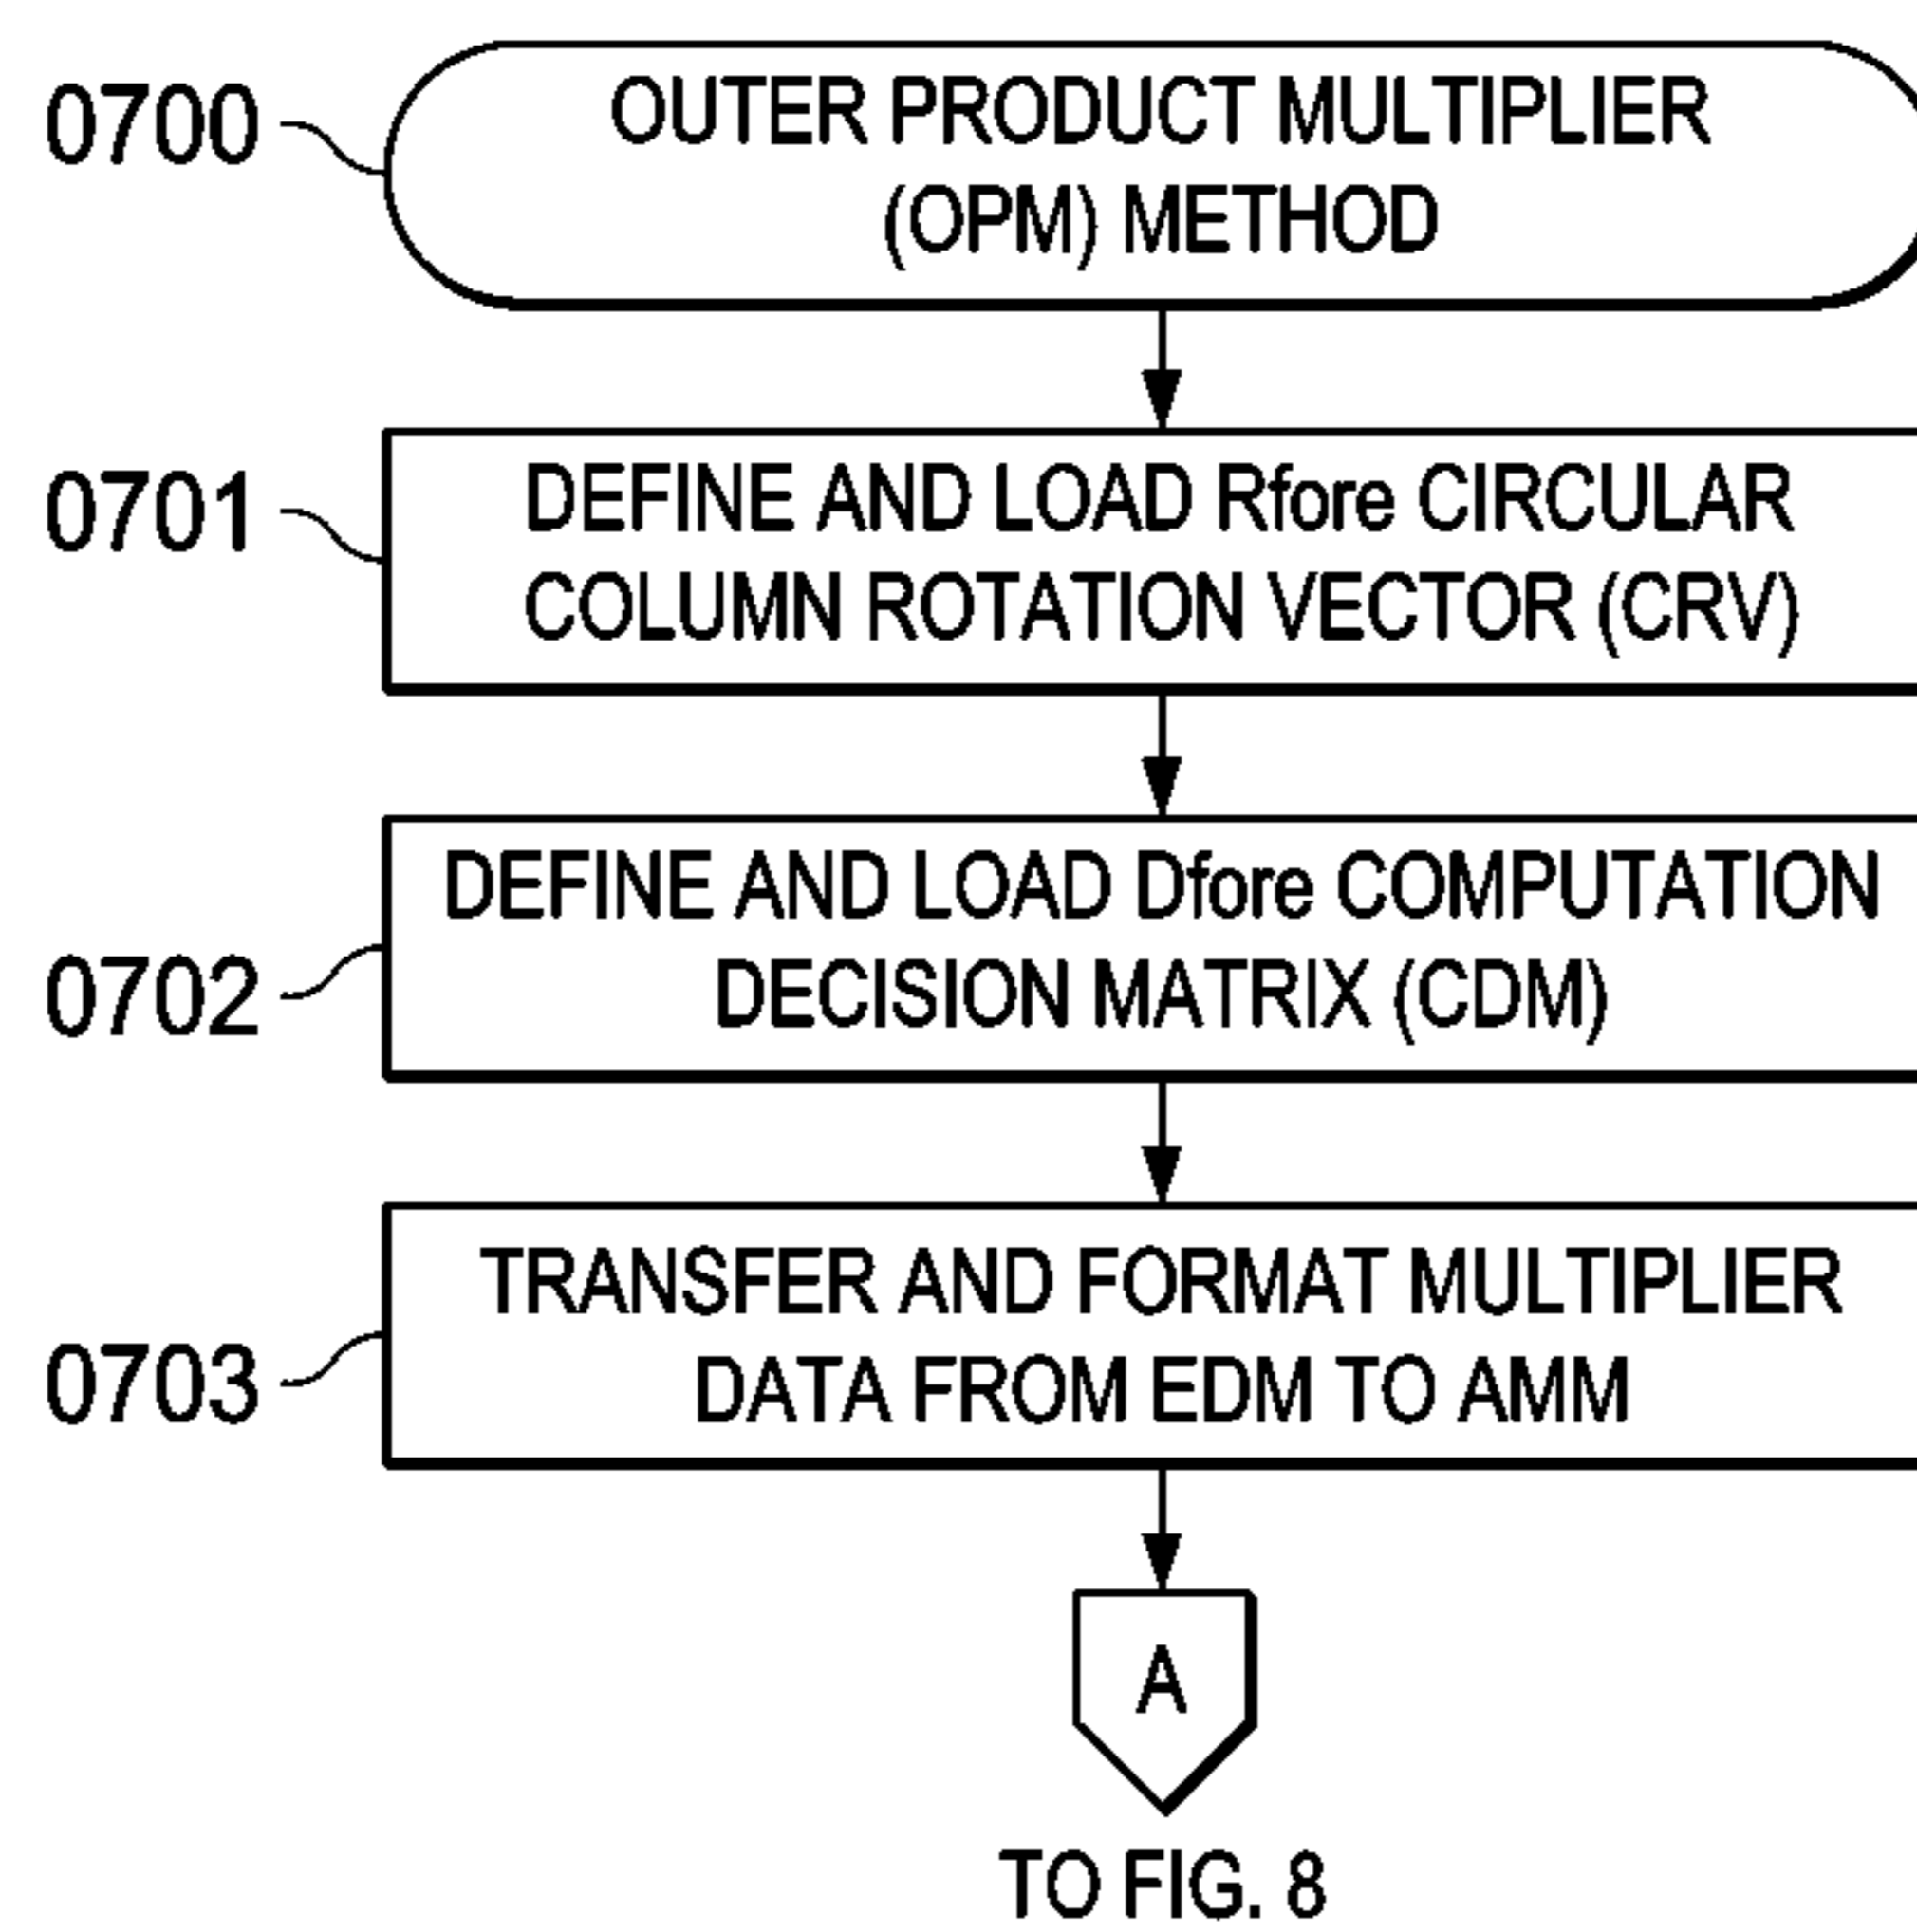 0700
OUTER PRODUCT MULTIPLIER
(OPM) METHOD
0701
DEFINE AND LOAD Rfore CIRCULAR
COLUMN ROTATION VECTOR (CRV)
0702
DEFINE AND LOAD Dfore COMPUTATION
DECISION MATRIX (CDM)
0703
TRANSFER AND FORMAT MULTIPLIER
DATA FROM EDM TO AMM
A
TO FIG. 8